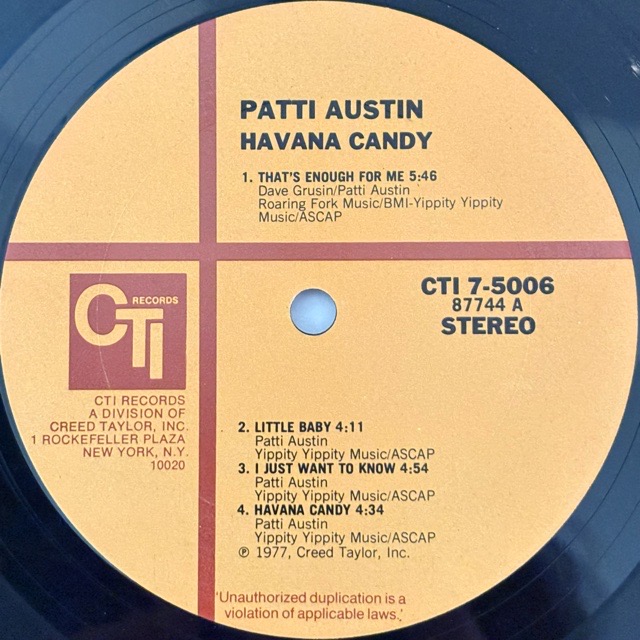 PATTI AUSTIN
HAVANA CANDY
1. THAT'S ENOUGH FOR ME 5:46
Dave Grusin/Patti Austin
Roaring Fork Music/BMI-Yippity Yippity
Music/ASCAP
CTI RECORDS
CTI RECORDS
A DIVISION OF
CREED TAYLOR, INC.
1 ROCKEFELLER PLAZA
NEW YORK, N.Y.
10020
CTI 7-5006
87744 A
STEREO
2. LITTLE BABY 4:11
Patti Austin
Yippity Yippity Music/ASCAP
3. I JUST WANT TO KNOW 4:54
Patti Austin
Yippity Yippity Music/ASCAP
4. HAVANA CANDY 4:34
Patti Austin
Yippity Yippity Music/ASCAP
℗ 1977, Creed Taylor, Inc.
'Unauthorized duplication is a
violation of applicable laws.'